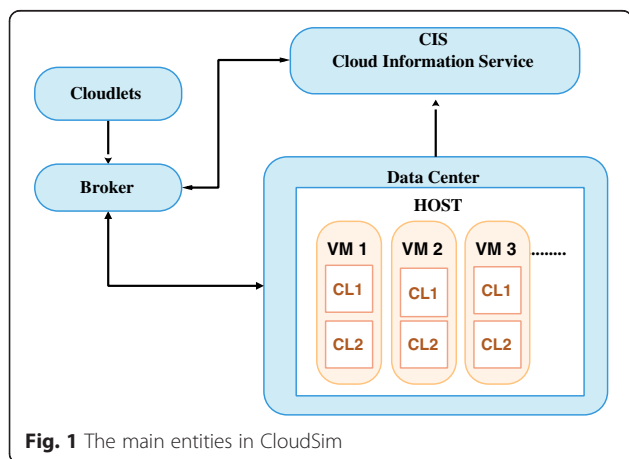 CIS
Cloud Information Service
Cloudlets
Broker
Data Center
HOST
VM 1 VM 2 VM 3 ........
CL1 CL1 CL1
CL2 CL2 CL2
Fig. 1 The main entities in CloudSim